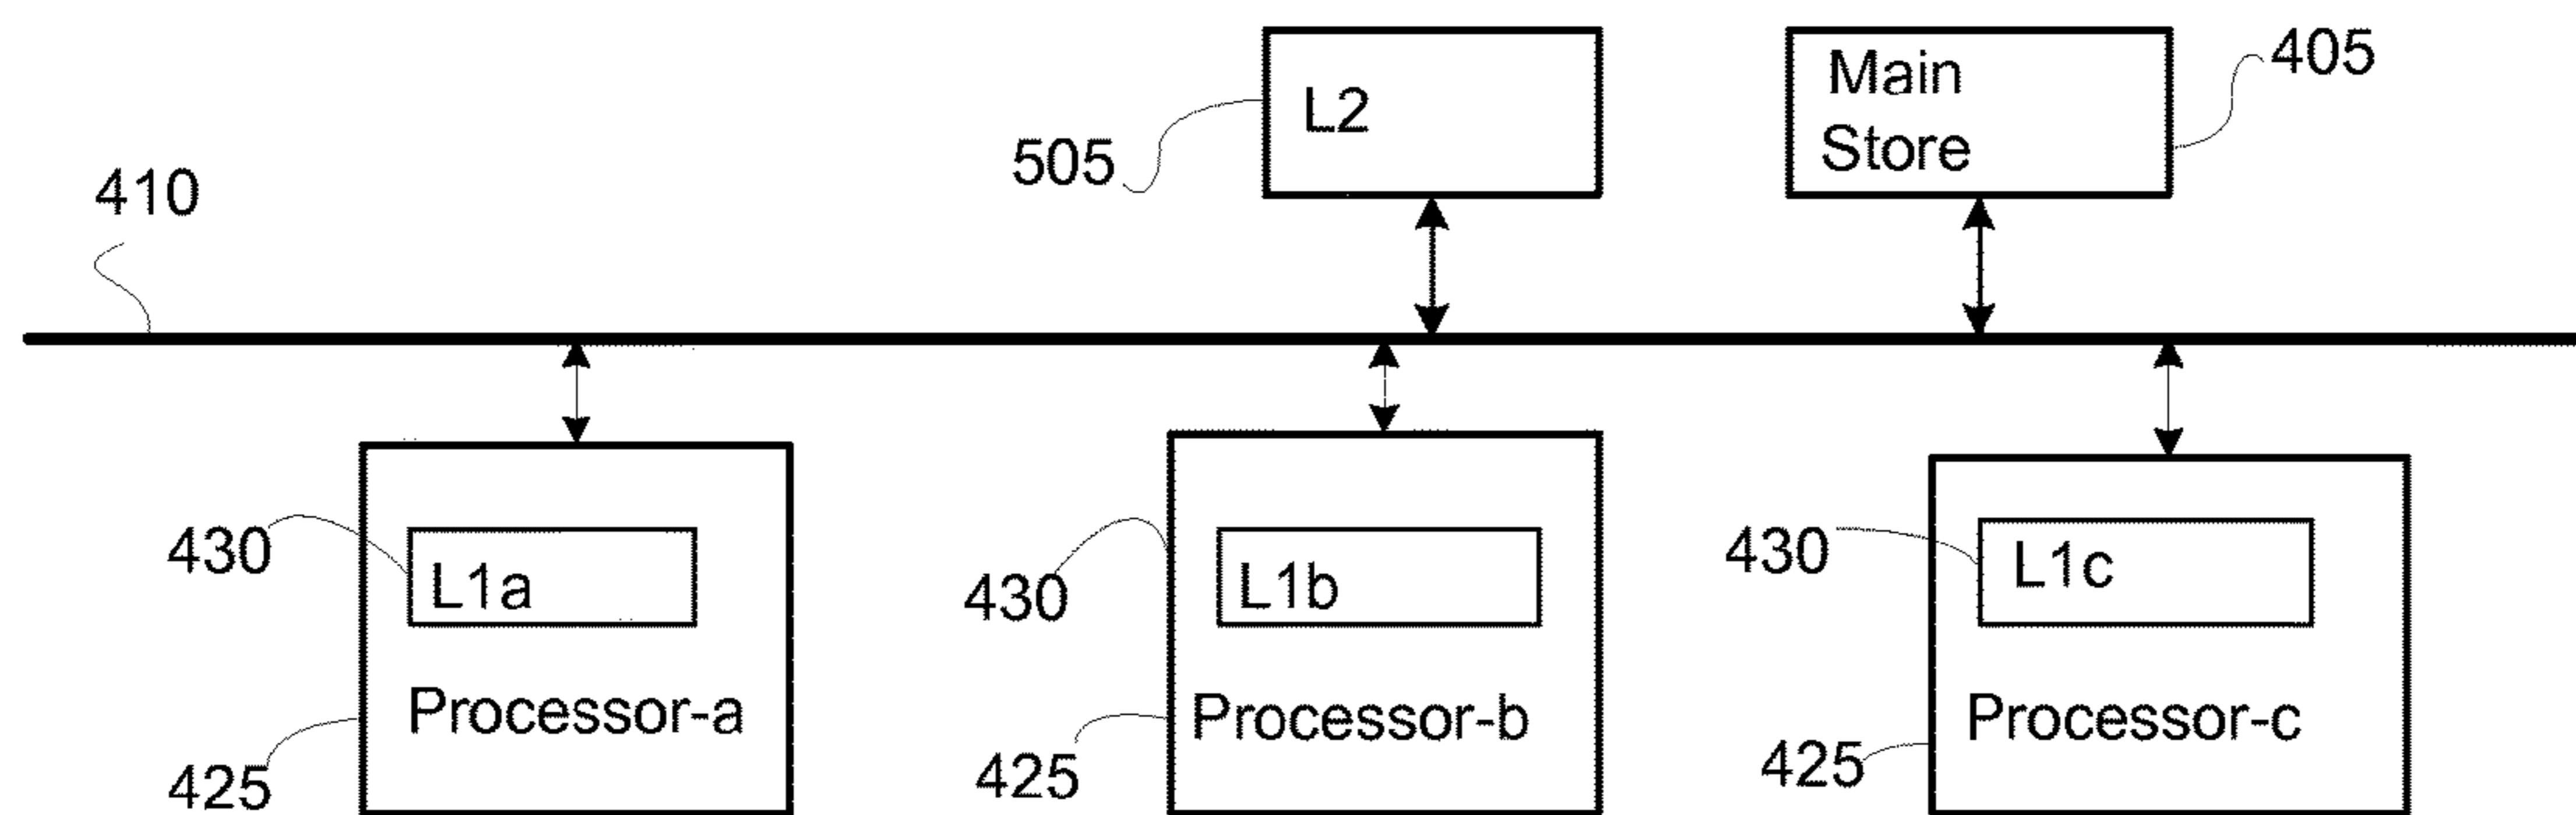 Main
405
L2
Store
505
410
430
L1a
430
L1b
430
L1c
Processor-a
425
Processor-b
425
Processor-c
425